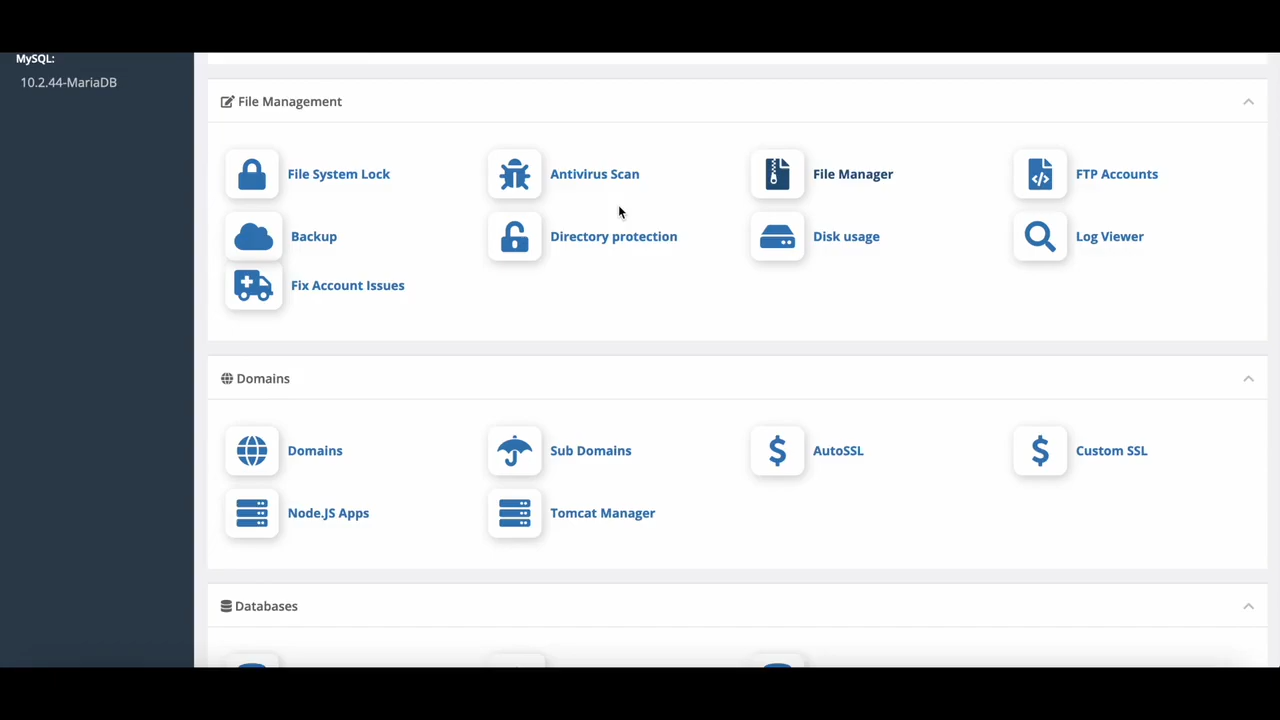 MySQL:
10.2.44-MariaDB
File Management
File System Lock
Antivirus Scan
File Manager
FTP Accounts
Backup
Directory protection
Disk usage
Log Viewer
Fix Account Issues
Domains
Domains
Sub Domains
AutoSSL
Custom SSL
Node.JS Apps
Tomcat Manager
Databases